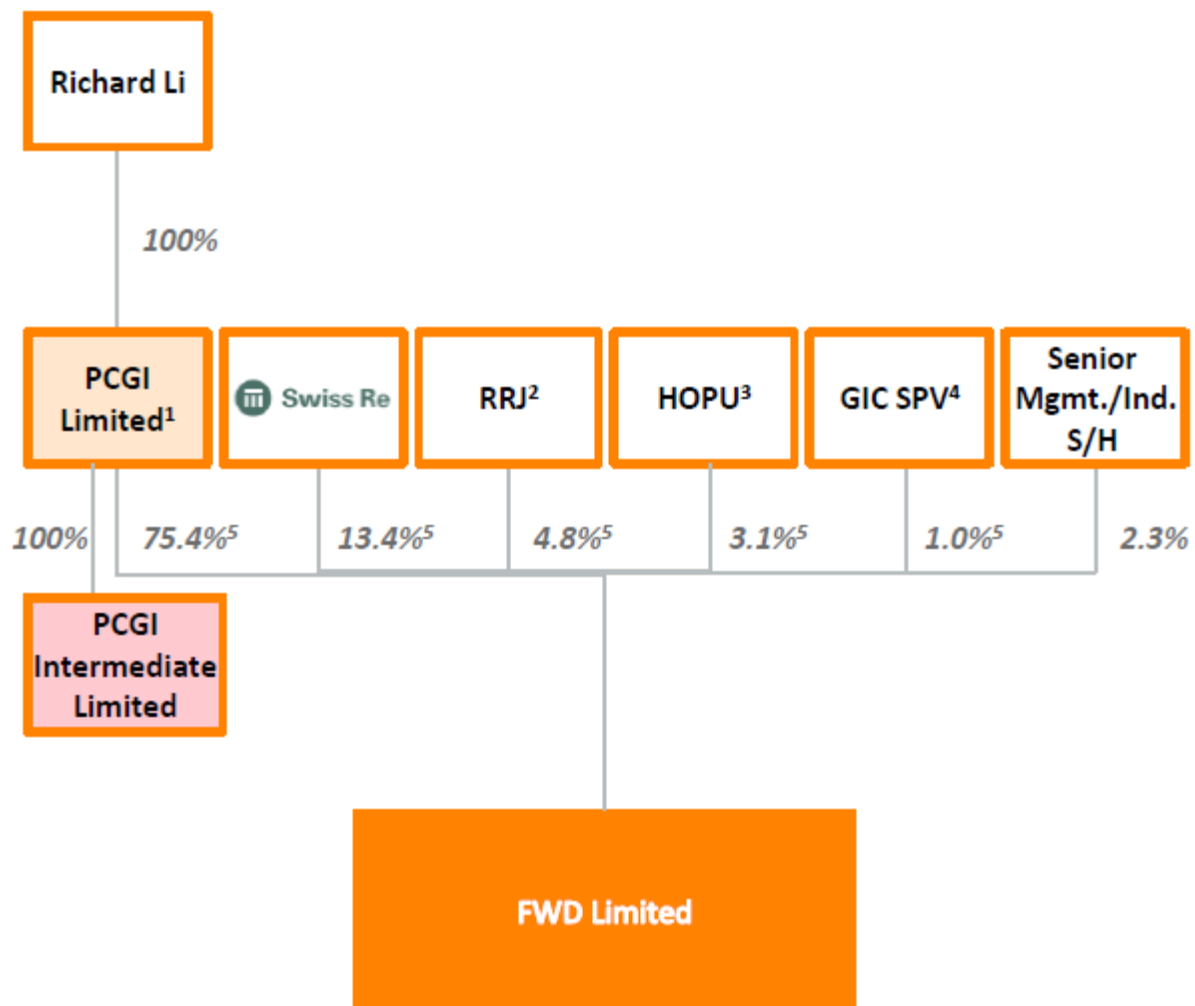 Richard Li
100%
PCGI
Limited¹
Swiss Re
RRJ²
HOPU³
GIC SPV⁴
Senior
Mgmt./Ind.
S/H
100%
75.4%⁵
13.4%⁵
4.8%⁵
3.1%⁵
1.0%⁵
2.3%
PCGI
Intermediate
Limited
FWD Limited